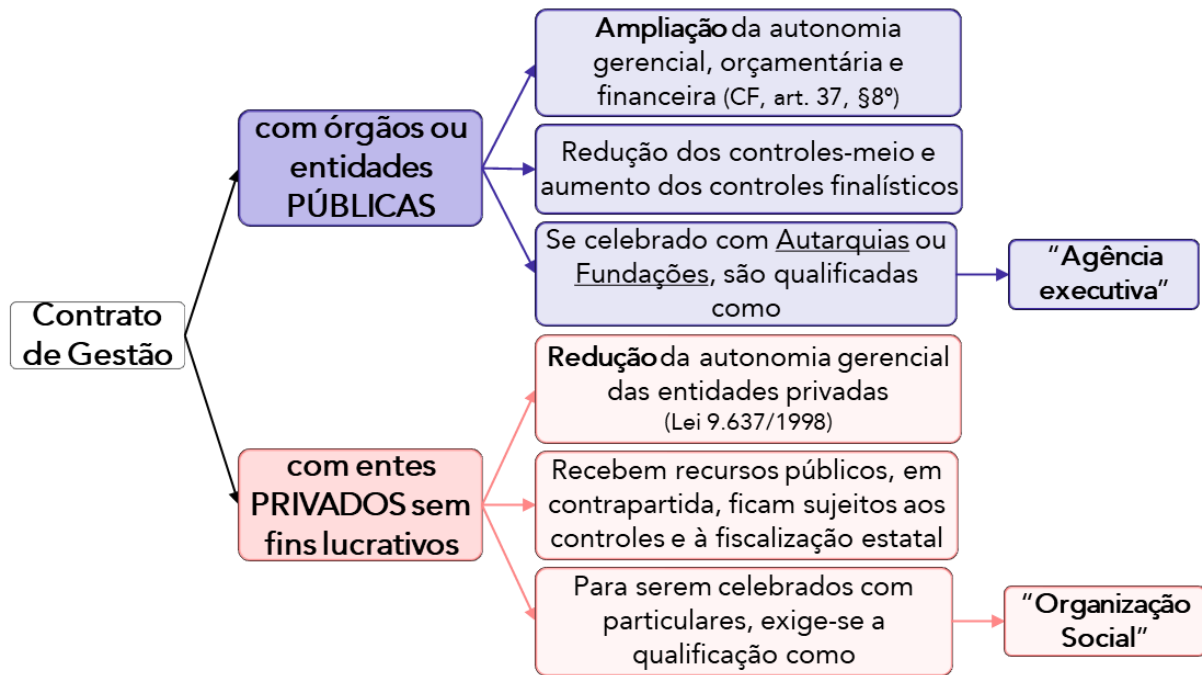 Contrato
de Gestão
com órgãos ou
entidades
PÚBLICAS
Ampliação da autonomia
gerencial, orçamentária e
financeira (CF, art. 37, §8º)
Redução dos controles-meio e
aumento dos controles finalísticos
Se celebrado com Autarquias ou
Fundações, são qualificadas
como
“Agência
executiva”
com entes
PRIVADOS sem
fins lucrativos
Redução da autonomia gerencial
das entidades privadas
(Lei 9.637/1998)
Recebem recursos públicos, em
contrapartida, ficam sujeitos aos
controles e à fiscalização estatal
Para serem celebrados com
particulares, exige-se a
qualificação como
“Organização
Social”